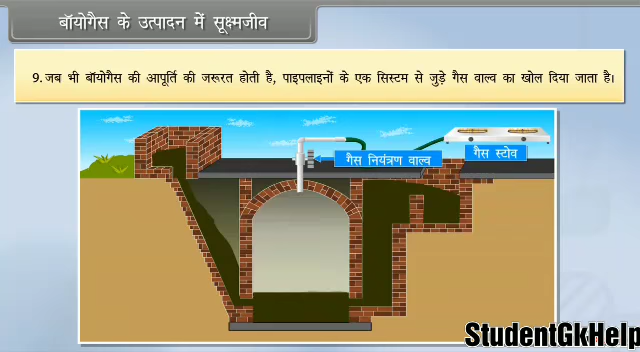 बॉयोगैस के उत्पादन में सूक्ष्मजीव
9. जब भी बॉयोगैस की आपूर्ति की जरूरत होती है, पाइपलाइनों के एक सिस्टम से जुड़े गैस वाल्व का खोल दिया जाता है।
गैस नियंत्रण वाल्व
गैस स्टोव
StudentGkHelp